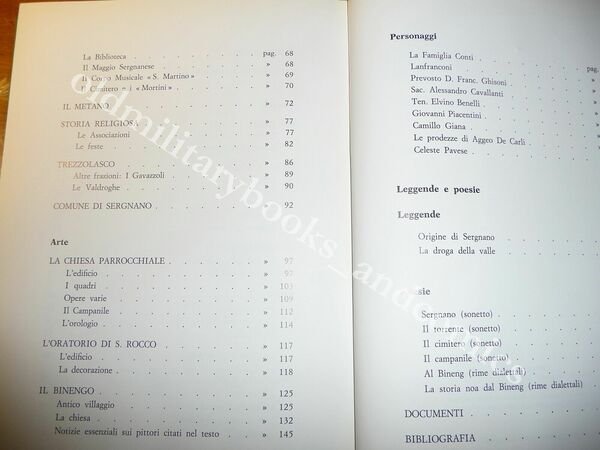 La Biblioteca . . . . . . . . pag. 68
Il Maggio Sergnanese . . . . . . » 68
Il Corpo Musicale « S. Martino» . . . » 69
Il Cimitero e i « Mortini» . . . . . » 70
IL METANO . . . . . . . . » 72
STORIA RELIGIOSA . . . . . . » 77
Le Associazioni . . . . . . . » 77
Le feste . . . . . . . . » 82
TREZZOLASCO . . . . . . . » 86
Altre frazioni: I Gavazzoli . . . . » 89
Le Valdroghe . . . . . . . » 90
COMUNE DI SERGNANO . . . . . » 92
Arte
LA CHIESA PARROCCHIALE . . . . » 97
L'edificio . . . . . . . . » 97
I quadri . . . . . . . . » 103
Opere varie . . . . . . . » 109
Il Campanile . . . . . . . » 112
L'orologio . . . . . . . . » 114
L'ORATORIO DI S. ROCCO . . . . » 117
L'edificio . . . . . . . . » 117
La decorazione . . . . . . . » 118
IL BINENGO . . . . . . . . » 125
Antico villaggio . . . . . . . » 125
La chiesa . . . . . . . . » 132
Notizie essenziali sui pittori citati nel testo . . » 145
Personaggi
La Famiglia Conti . . . . . .
Lanfranconi . . . . . . . pag.
Prevosto D. Franc. Ghisoni . . . . »
Sac. Alessandro Cavallanti . . . . »
Ten. Elvino Benelli . . . . . . »
Giovanni Piacentini . . . . . . »
Camillo Giana . . . . . . . »
Le prodezze di Aggeo De Carli . . . »
Celeste Pavese . . . . . . .
Leggende e poesie
Leggende
Origine di Sergnano . . . . . .
La droga della valle . . . . . .
sie
Sergnano (sonetto) . . . . . .
Il torrente (sonetto) . . . . . .
Il cimitero (sonetto) . . . . . .
Il campanile (sonetto) . . . . .
Al Bineng (rime dialettali) . . . .
La storia noa dal Bineng (rime dialettali) .
DOCUMENTI . . . . . . .
BIBLIOGRAFIA . . . . . .